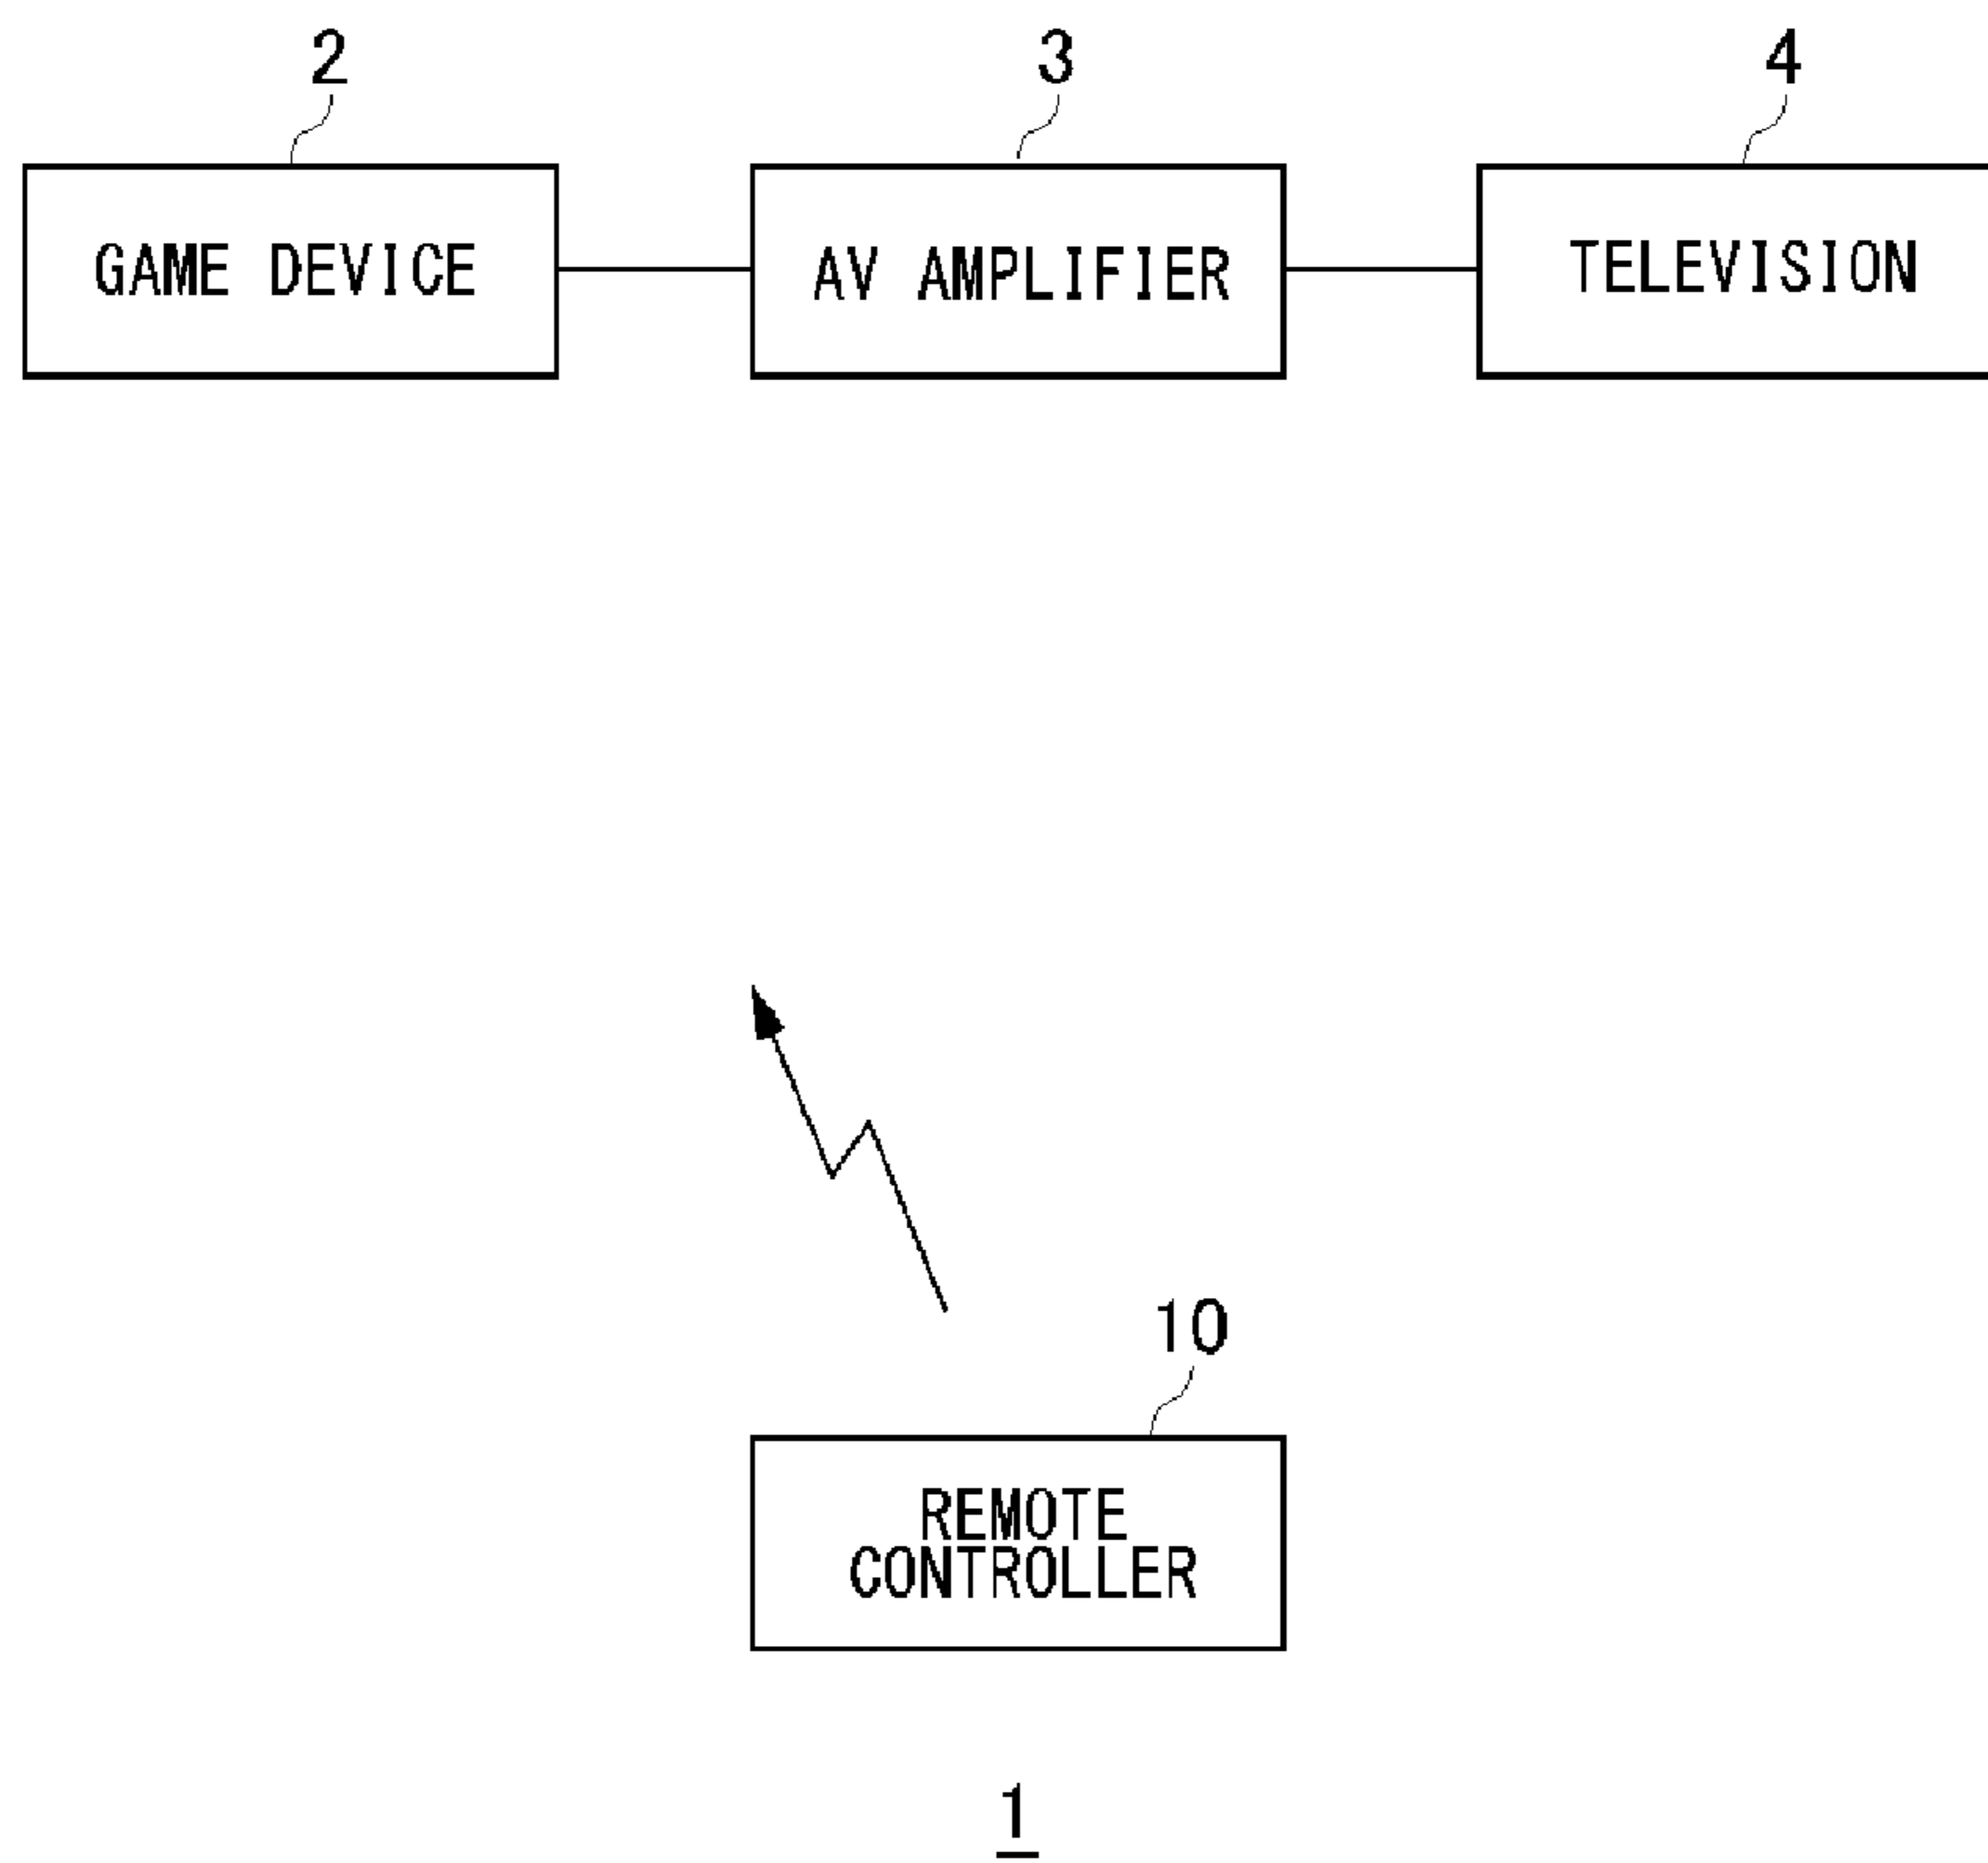 2
3
4
GAME DEVICE
AV AMPLIFIER
TELEVISION
10
REMOTE
CONTROLLER
1